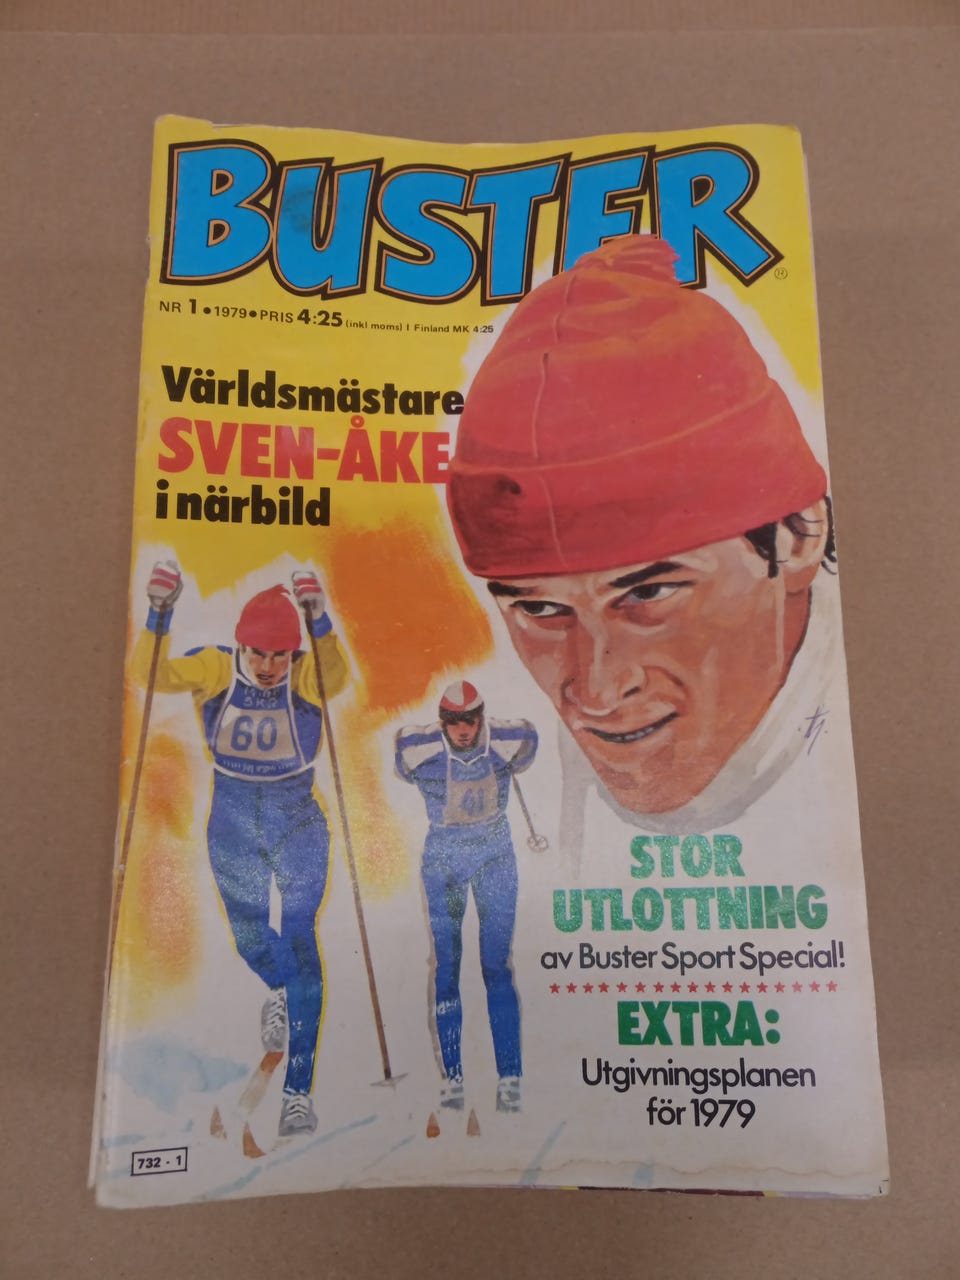 BUSTER
NR 1 • 1979 • PRIS 4:25 (inkl moms) I Finland MK 4:25
Världsmästare
SVEN-ÅKE
i närbild
60
41
STOR
UTLOTTNING
av Buster Sport Special!
EXTRA:
Utgivningsplanen
för 1979
732 - 1